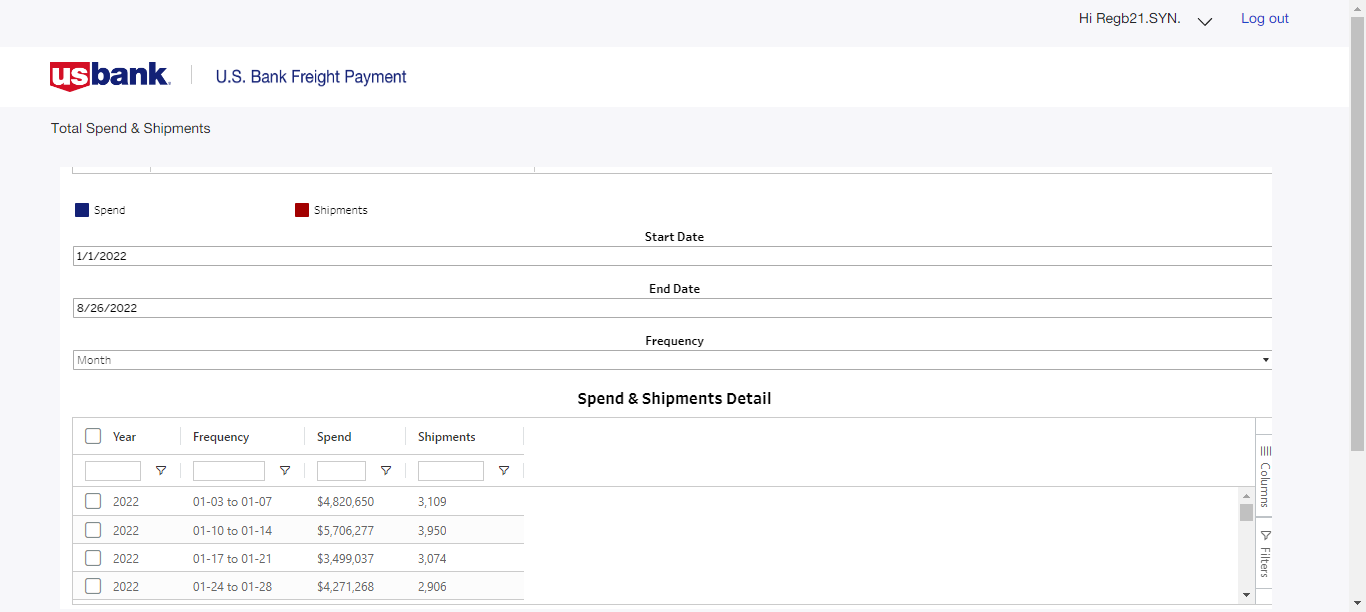 Hi Regb21.SYN. Log out
usbank. U.S. Bank Freight Payment
Total Spend & Shipments
Spend Shipments
Start Date
1/1/2022
End Date
8/26/2022
Frequency
Month
Spend & Shipments Detail
Year Frequency Spend Shipments
2022 01-03 to 01-07 $4,820,650 3,109
2022 01-10 to 01-14 $5,706,277 3,950
2022 01-17 to 01-21 $3,499,037 3,074
2022 01-24 to 01-28 $4,271,268 2,906
Columns
Filters